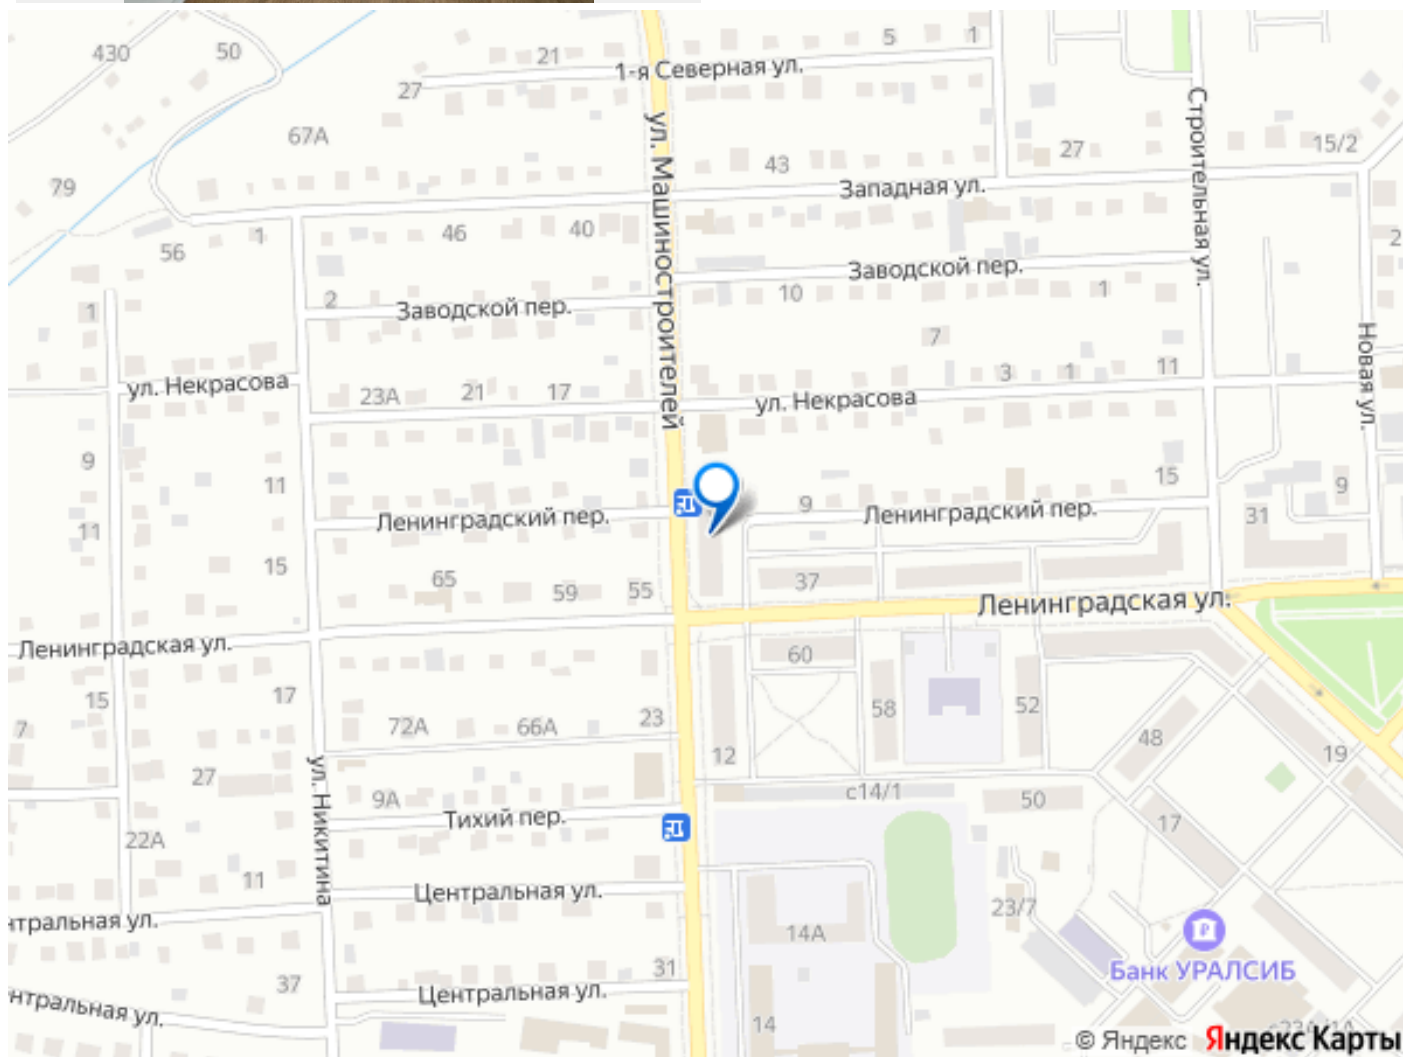 430
50
21
5
1
1-я Северная ул.
27
67А
43
27
15/2
79
Западная ул.
ул. Машиностроителей
Строительная ул.
56
1
46
40
2
Заводской пер.
1
2
Заводской пер.
10
1
7
Новая ул.
ул. Некрасова
23А
21
17
3
1
11
ул. Некрасова
9
11
15
9
9
Ленинградский пер.
Ленинградский пер.
31
11
15
65
59
55
37
Ленинградская ул.
Ленинградская ул.
60
15
17
7
72А
66А
23
58
52
12
48
19
27
ул. Никитина
9А
с14/1
50
Тихий пер.
17
22А
11
Центральная ул.
23/7
нтральная ул.
14А
Банк УРАЛСИБ
31
37
Центральная ул.
нтральная ул.
14
© Яндекс Яндекс Карты